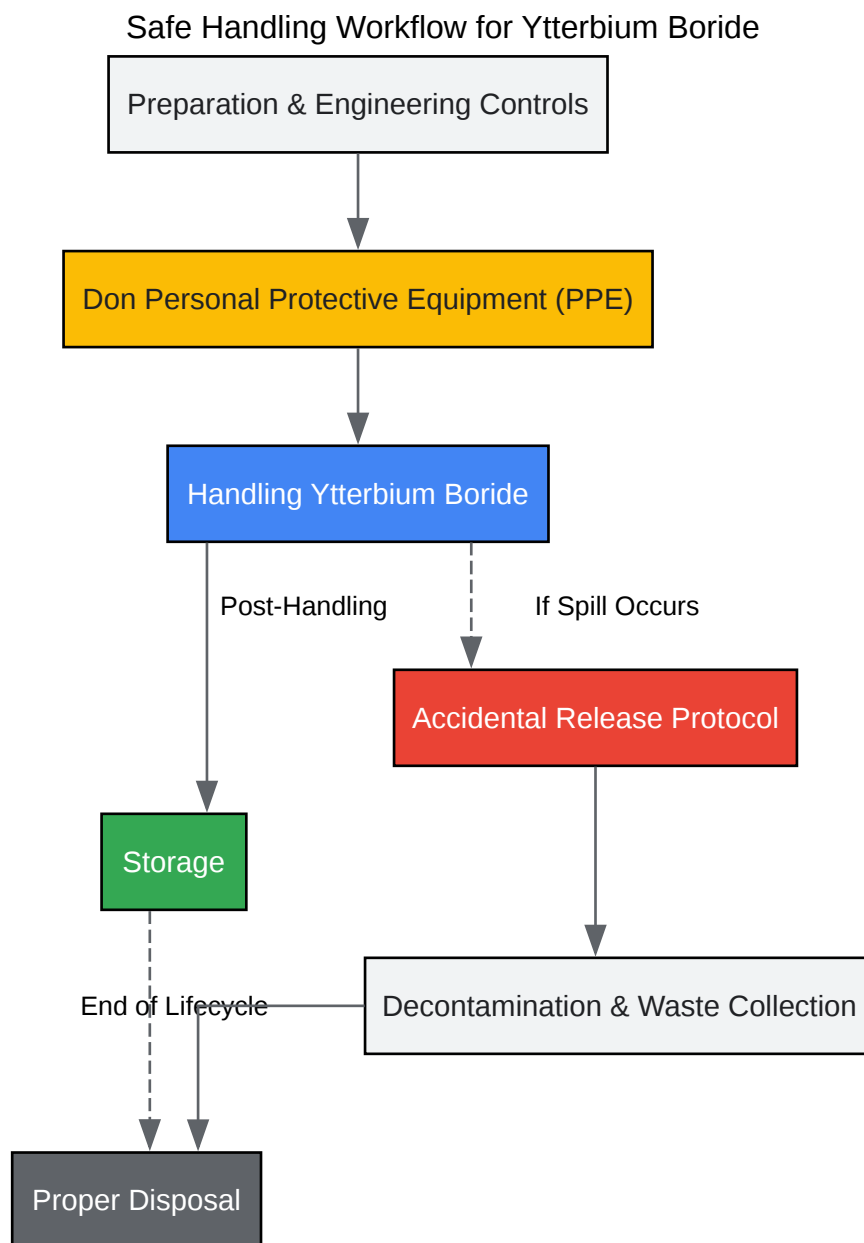 Safe Handling Workflow for Ytterbium Boride
Preparation & Engineering Controls
Don Personal Protective Equipment (PPE)
Handling Ytterbium Boride
Post-Handling
If Spill Occurs
Accidental Release Protocol
Storage
End of Lifecycle
Decontamination & Waste Collection
Proper Disposal